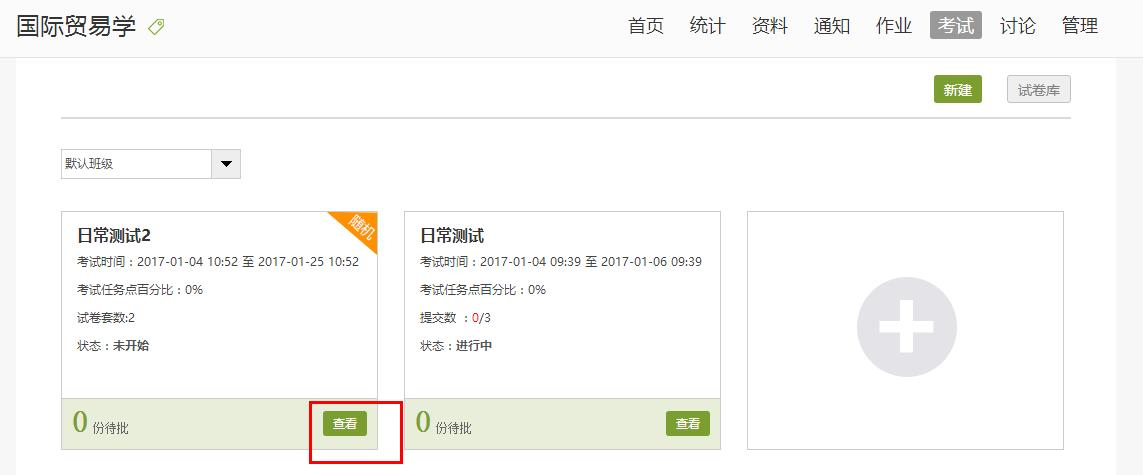 国际贸易学
首页 统计 资料 通知 作业 考试 讨论 管理
新建 试卷库
默认班级
随机
日常测试2
考试时间：2017-01-04 10:52 至 2017-01-25 10:52
考试任务点百分比：0%
试卷套数:2
状态：未开始
0 份待批 查看
日常测试
考试时间：2017-01-04 09:39 至 2017-01-06 09:39
考试任务点百分比：0%
提交数 ：0/3
状态：进行中
0 份待批 查看